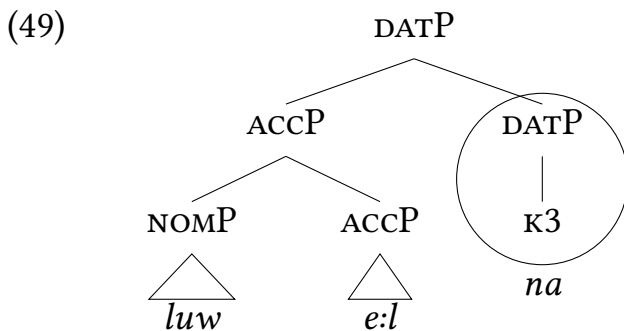 (49)
DATP
ACCP DATP
NOMP ACCP K3
luw e:l na